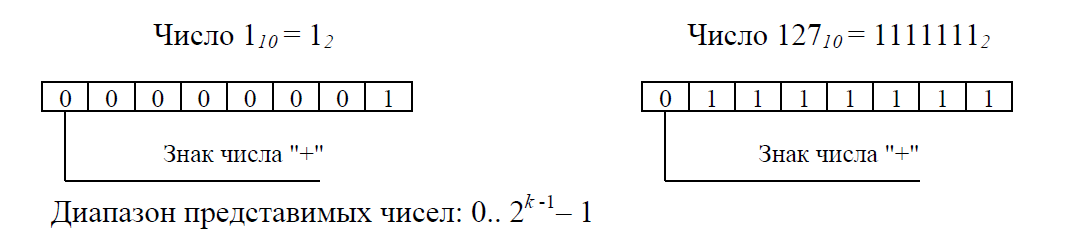 Число 1₁₀ = 1₂
Число 127₁₀ = 1111111₂
0 0 0 0 0 0 0 1
0 1 1 1 1 1 1 1
Знак числа "+"
Знак числа "+"
Диапазон представимых чисел: 0.. 2ᵏ⁻¹– 1